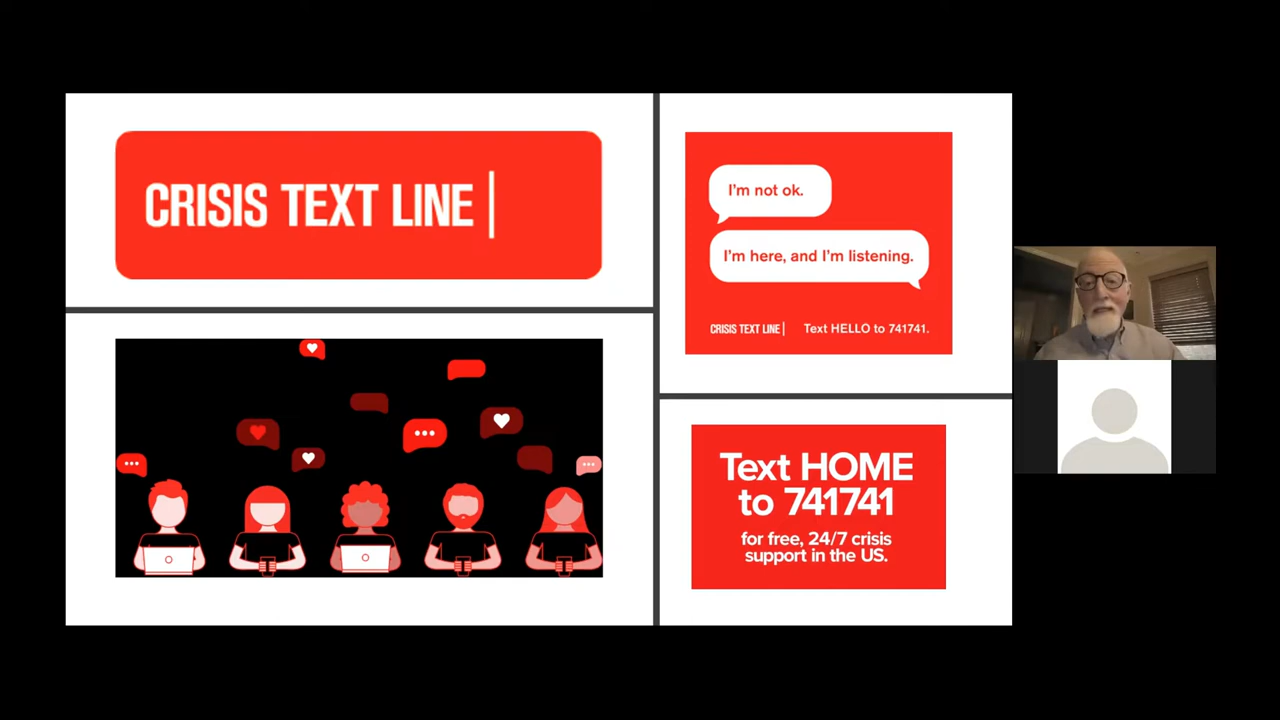 CRISIS TEXT LINE
I'm not ok.
I'm here, and I'm listening.
CRISIS TEXT LINE
Text HELLO to 741741.
Text HOME
to 741741
for free, 24/7 crisis
support in the US.